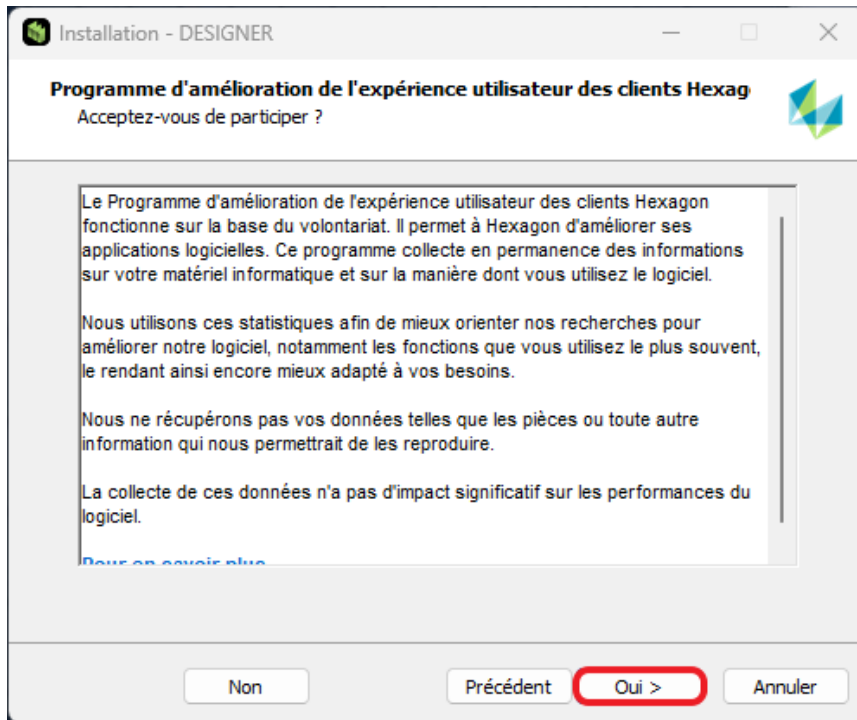 Installation - DESIGNER
Programme d'amélioration de l'expérience utilisateur des clients Hexag
Acceptez-vous de participer ?
Le Programme d'amélioration de l'expérience utilisateur des clients Hexagon
fonctionne sur la base du volontariat. Il permet à Hexagon d'améliorer ses
applications logicielles. Ce programme collecte en permanence des informations
sur votre matériel informatique et sur la manière dont vous utilisez le logiciel.
Nous utilisons ces statistiques afin de mieux orienter nos recherches pour
améliorer notre logiciel, notamment les fonctions que vous utilisez le plus souvent,
le rendant ainsi encore mieux adapté à vos besoins.
Nous ne récupérons pas vos données telles que les pièces ou toute autre
information qui nous permettrait de les reproduire.
La collecte de ces données n'a pas d'impact significatif sur les performances du
logiciel.
Pour en savoir plus
Non
Précédent
Oui >
Annuler